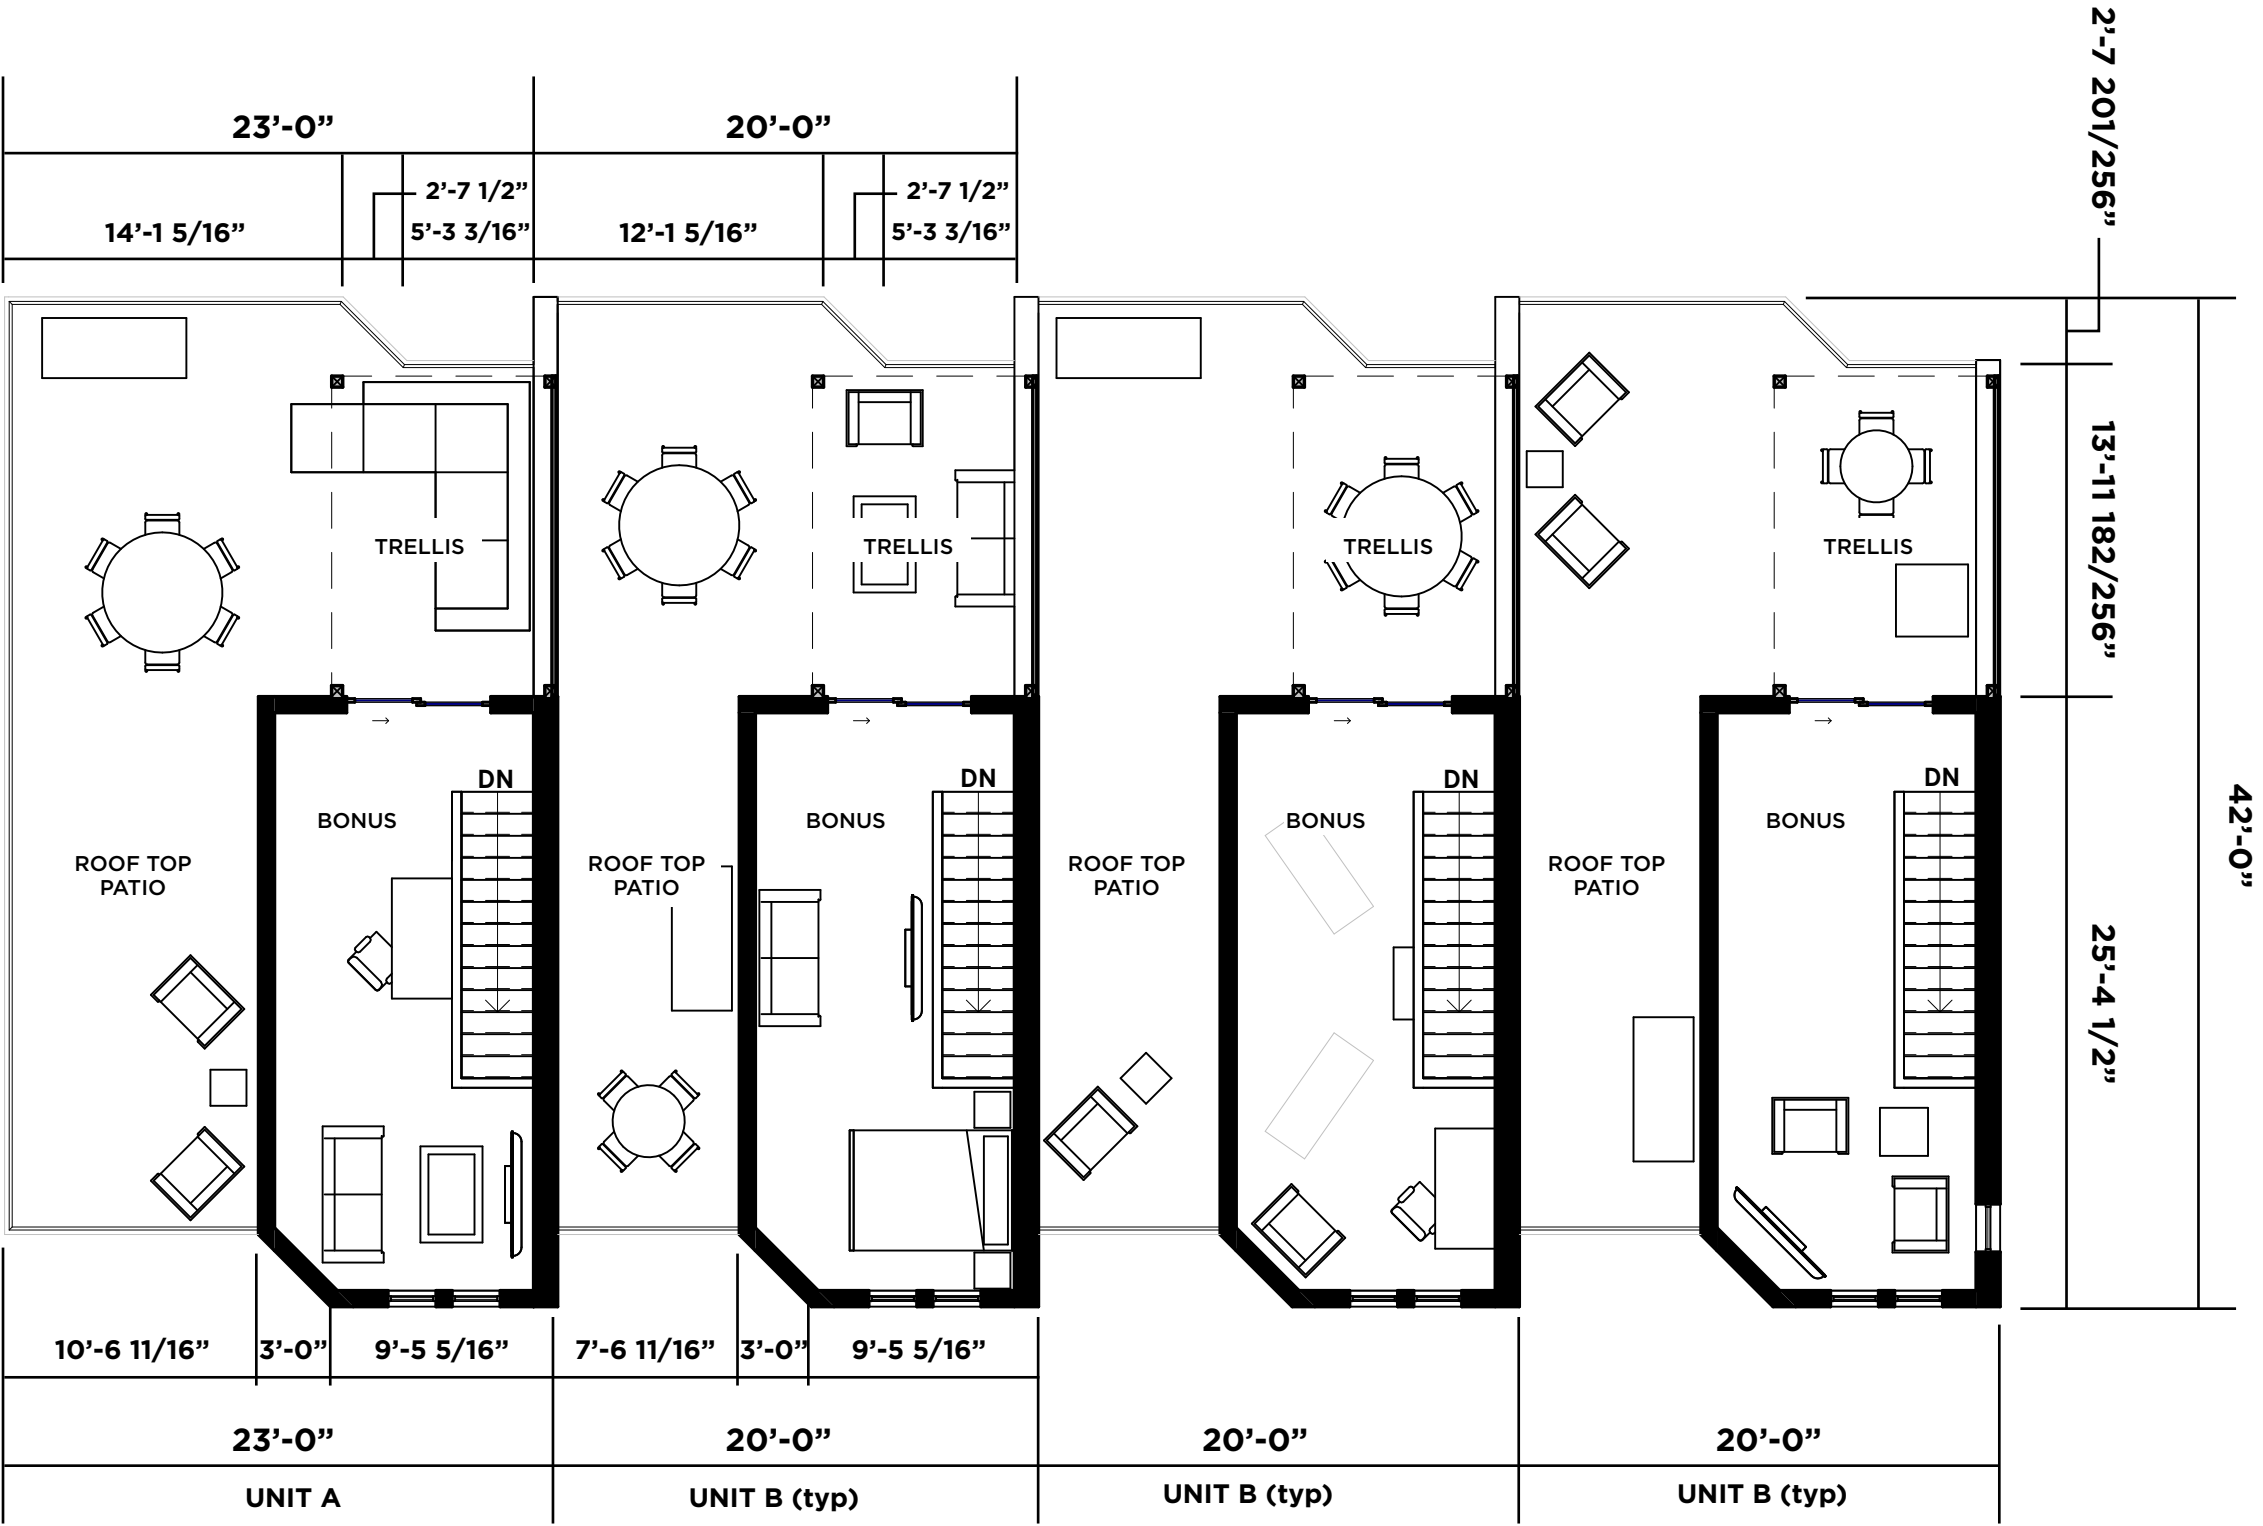 2’-7 201/256”
23’-0”
20’-0”
2’-7 1/2”
2’-7 1/2”
14’-1 5/16”
5’-3 3/16”
12’-1 5/16”
5’-3 3/16”
13’-11 182/256”
TRELLIS
TRELLIS
TRELLIS
TRELLIS
DN
DN
DN
DN
BONUS
BONUS
BONUS
BONUS
42’-0”
ROOF TOP
PATIO
ROOF TOP
PATIO
ROOF TOP
PATIO
ROOF TOP
PATIO
25’-4 1/2”
10’-6 11/16”
3’-0”
9’-5 5/16”
7’-6 11/16”
3’-0”
9’-5 5/16”
23’-0”
20’-0”
20’-0”
20’-0”
UNIT A
UNIT B (typ)
UNIT B (typ)
UNIT B (typ)